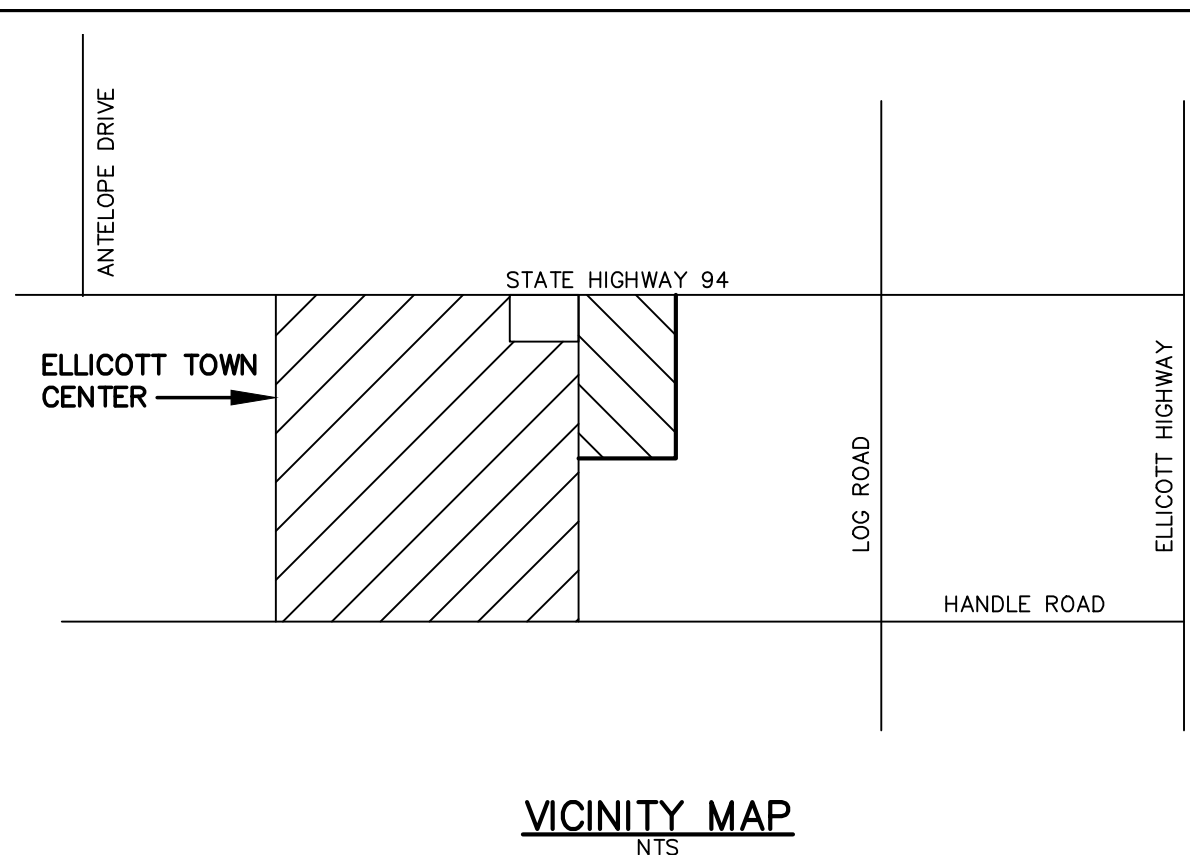 ANTELOPE DRIVE
STATE HIGHWAY 94
ELLICOTT TOWN
CENTER
LOG ROAD
ELLICOTT HIGHWAY
HANDLE ROAD
VICINITY MAP
NTS